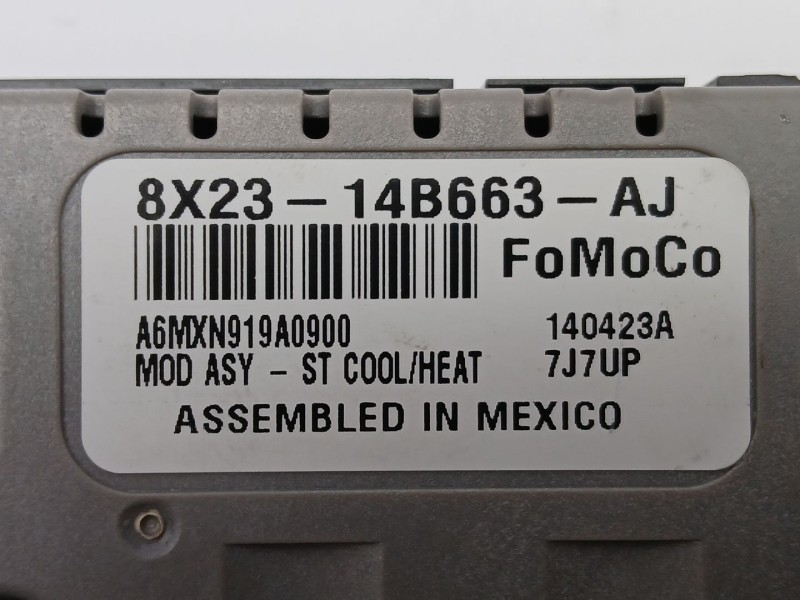 8X23-14B663-AJ
FoMoCo
A6MXN919A0900 140423A
MOD ASY - ST COOL/HEAT 7J7UP
ASSEMBLED IN MEXICO